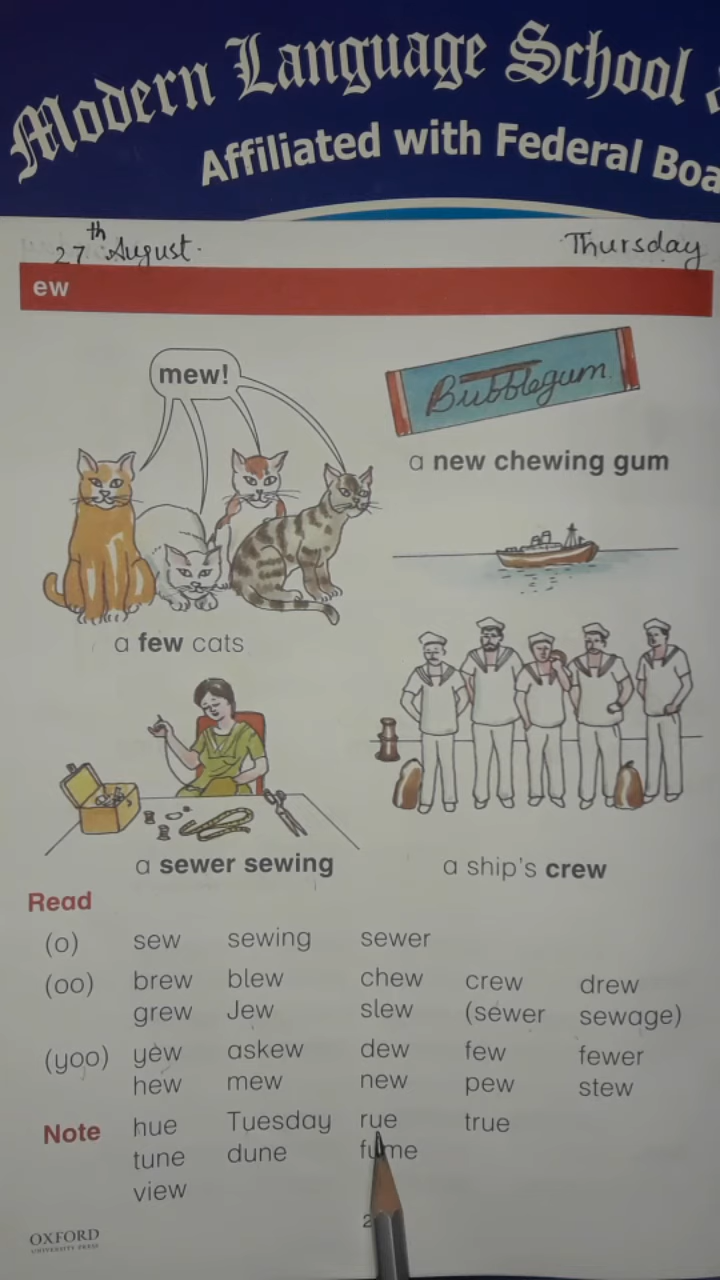 Modern Language School
Affiliated with Federal Boa
27th August.
Thursday
ew
mew!
Bubblegum
a new chewing gum
a few cats
a sewer sewing
a ship's crew
Read
(o) sew sewing sewer
(oo) brew blew chew crew drew
grew Jew slew (sewer sewage)
(yoo) yew askew dew few fewer
hew mew new pew stew
Note hue Tuesday rue true
tune dune fume
view
2
OXFORD
UNIVERSITY PRESS